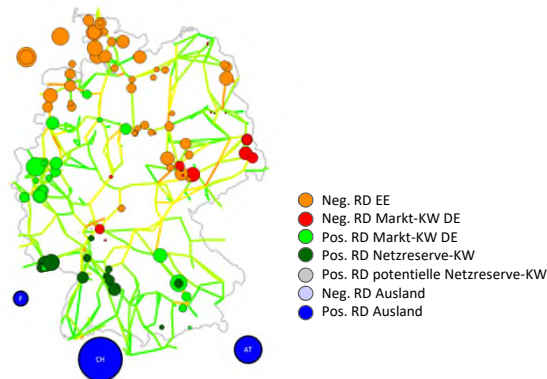 Neg. RD EE
Neg. RD Markt-KW DE
Pos. RD Markt-KW DE
Pos. RD Netzreserve-KW
Pos. RD potentielle Netzreserve-KW
Neg. RD Ausland
Pos. RD Ausland
F
CH
AT